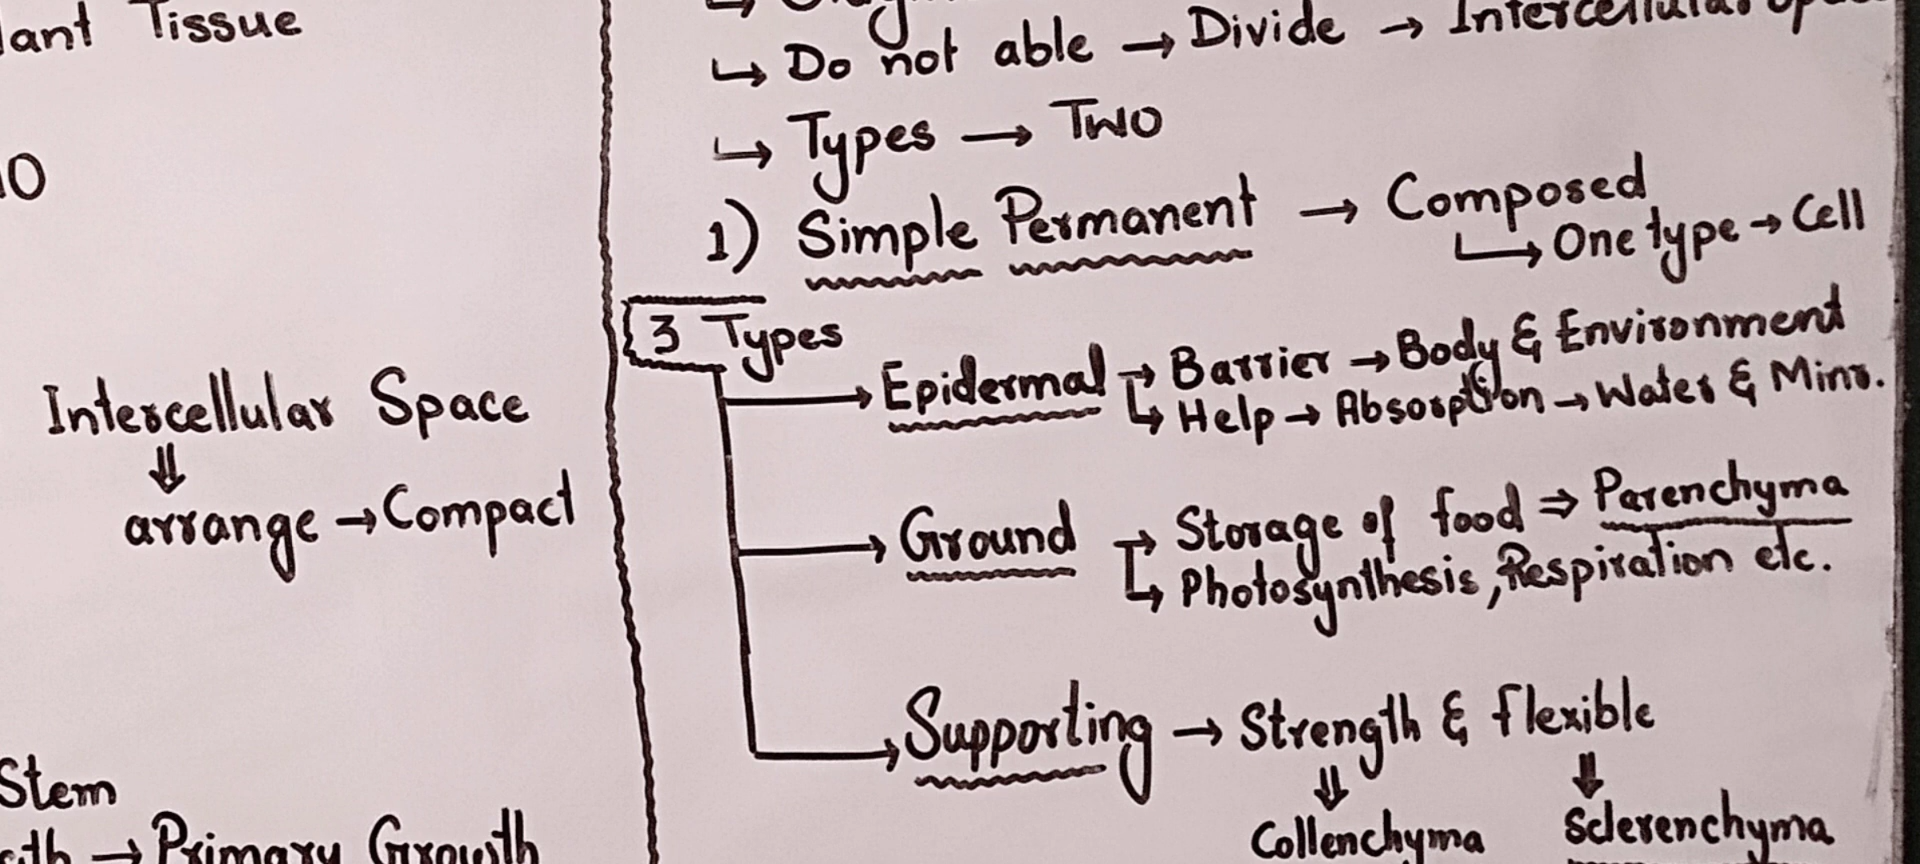 Tissue
Intercellular Space
⇓
arrange → Compact
Stem
→ Primary Growth
↳ Do not able → Divide → Intercellular
↳ Types → Two
1) Simple Permanent → Composed
↳ One type → Cell
3 Types
→ Epidermal → Barrier → Body & Environment
↳ Help → Absorption → Water & Minr.
→ Ground → Storage of food ⇒ Parenchyma
↳ Photosynthesis, Respiration etc.
→ Supporting → Strength & flexible
⇓ ⇓
Collenchyma Sclerenchyma